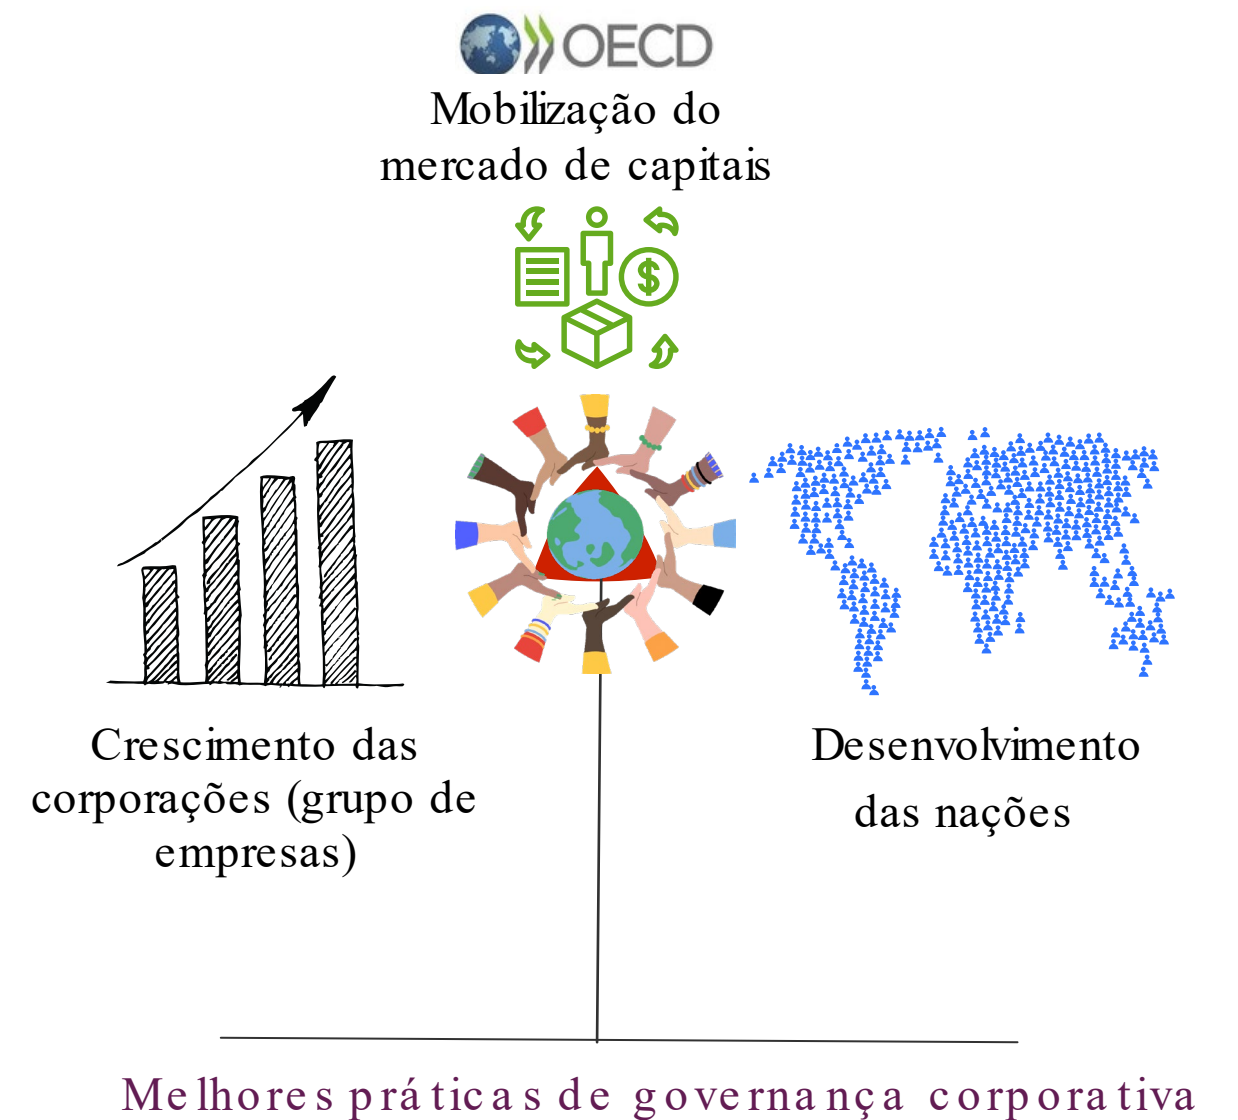 OECD
Mobilização do
mercado de capitais
$
Crescimento das
corporações (grupo de
empresas)
Desenvolvimento
das nações
Melhores práticas de governança corporativa